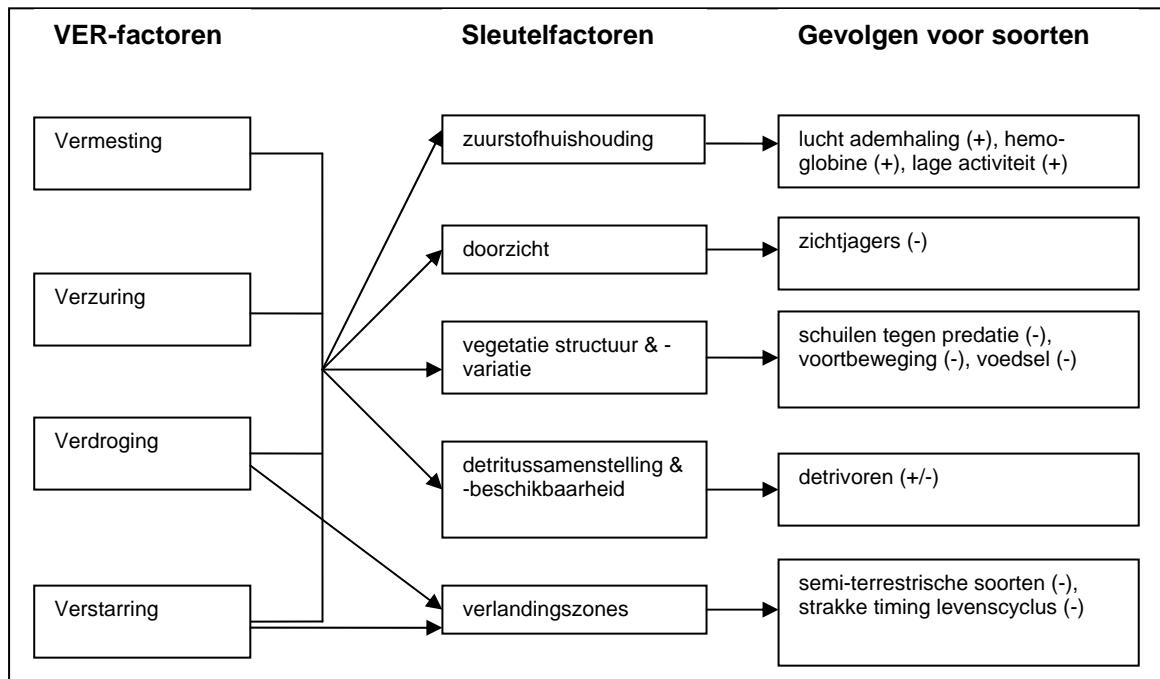 VER-factoren
Sleutelfactoren
Gevolgen voor soorten
Vermesting
zuurstofhuishouding
lucht ademhaling (+), hemo-
globine (+), lage activiteit (+)
Verzuring
doorzicht
zichtjagers (-)
vegetatie structuur & -
variatie
schuilen tegen predatie (-),
voortbeweging (-), voedsel (-)
Verdroging
detritussamenstelling &
-beschikbaarheid
detrivoren (+/-)
Verstarring
verlandingszones
semi-terrestrische soorten (-),
strakke timing levenscyclus (-)